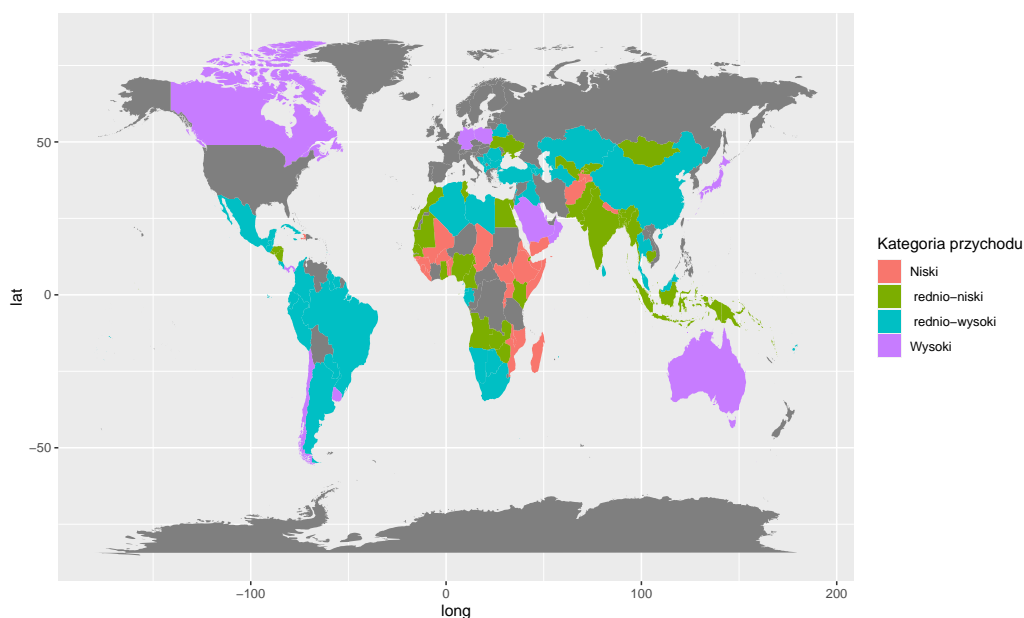 50
0
−50
lat
−100
0
100
200
long
Kategoria przychodu
Niski
rednio−niski
rednio−wysoki
Wysoki